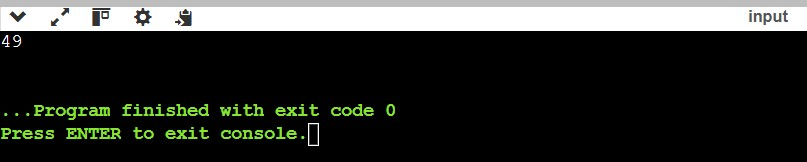 input
49
...Program finished with exit code 0
Press ENTER to exit console.